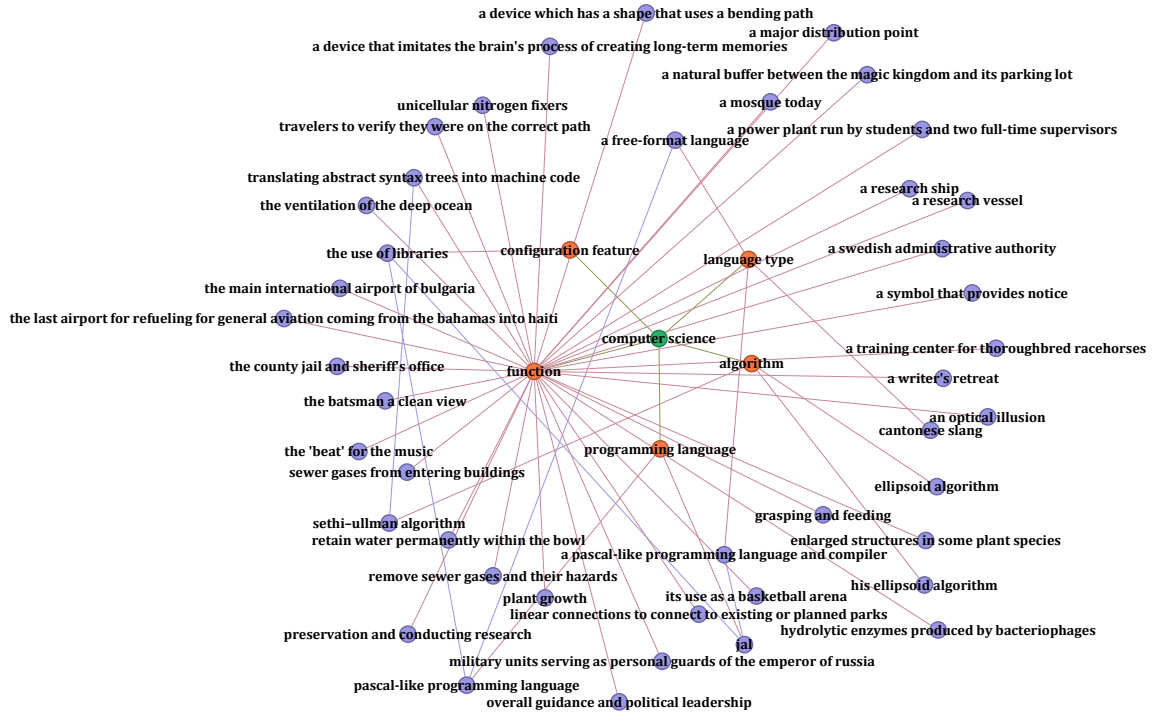 a device which has a shape that uses a bending path
a major distribution point
a device that imitates the brain's process of creating long-term memories
a natural buffer between the magic kingdom and its parking lot
unicellular nitrogen fixers
a mosque today
travelers to verify they were on the correct path
a power plant run by students and two full-time supervisors
a free-format language
translating abstract syntax trees into machine code
a research ship
a research vessel
the ventilation of the deep ocean
the use of libraries
configuration feature
language type
a swedish administrative authority
the main international airport of bulgaria
a symbol that provides notice
the last airport for refueling for general aviation coming from the bahamas into haiti
computer science
a training center for thoroughbred racehorses
the county jail and sheriff's office
function
algorithm
a writer's retreat
the batsman a clean view
an optical illusion
cantonese slang
the 'beat' for the music
programming language
sewer gases from entering buildings
ellipsoid algorithm
grasping and feeding
sethi–ullman algorithm
retain water permanently within the bowl
enlarged structures in some plant species
a pascal-like programming language and compiler
remove sewer gases and their hazards
his ellipsoid algorithm
plant growth
its use as a basketball arena
linear connections to connect to existing or planned parks
preservation and conducting research
hydrolytic enzymes produced by bacteriophages
jal
military units serving as personal guards of the emperor of russia
pascal-like programming language
overall guidance and political leadership